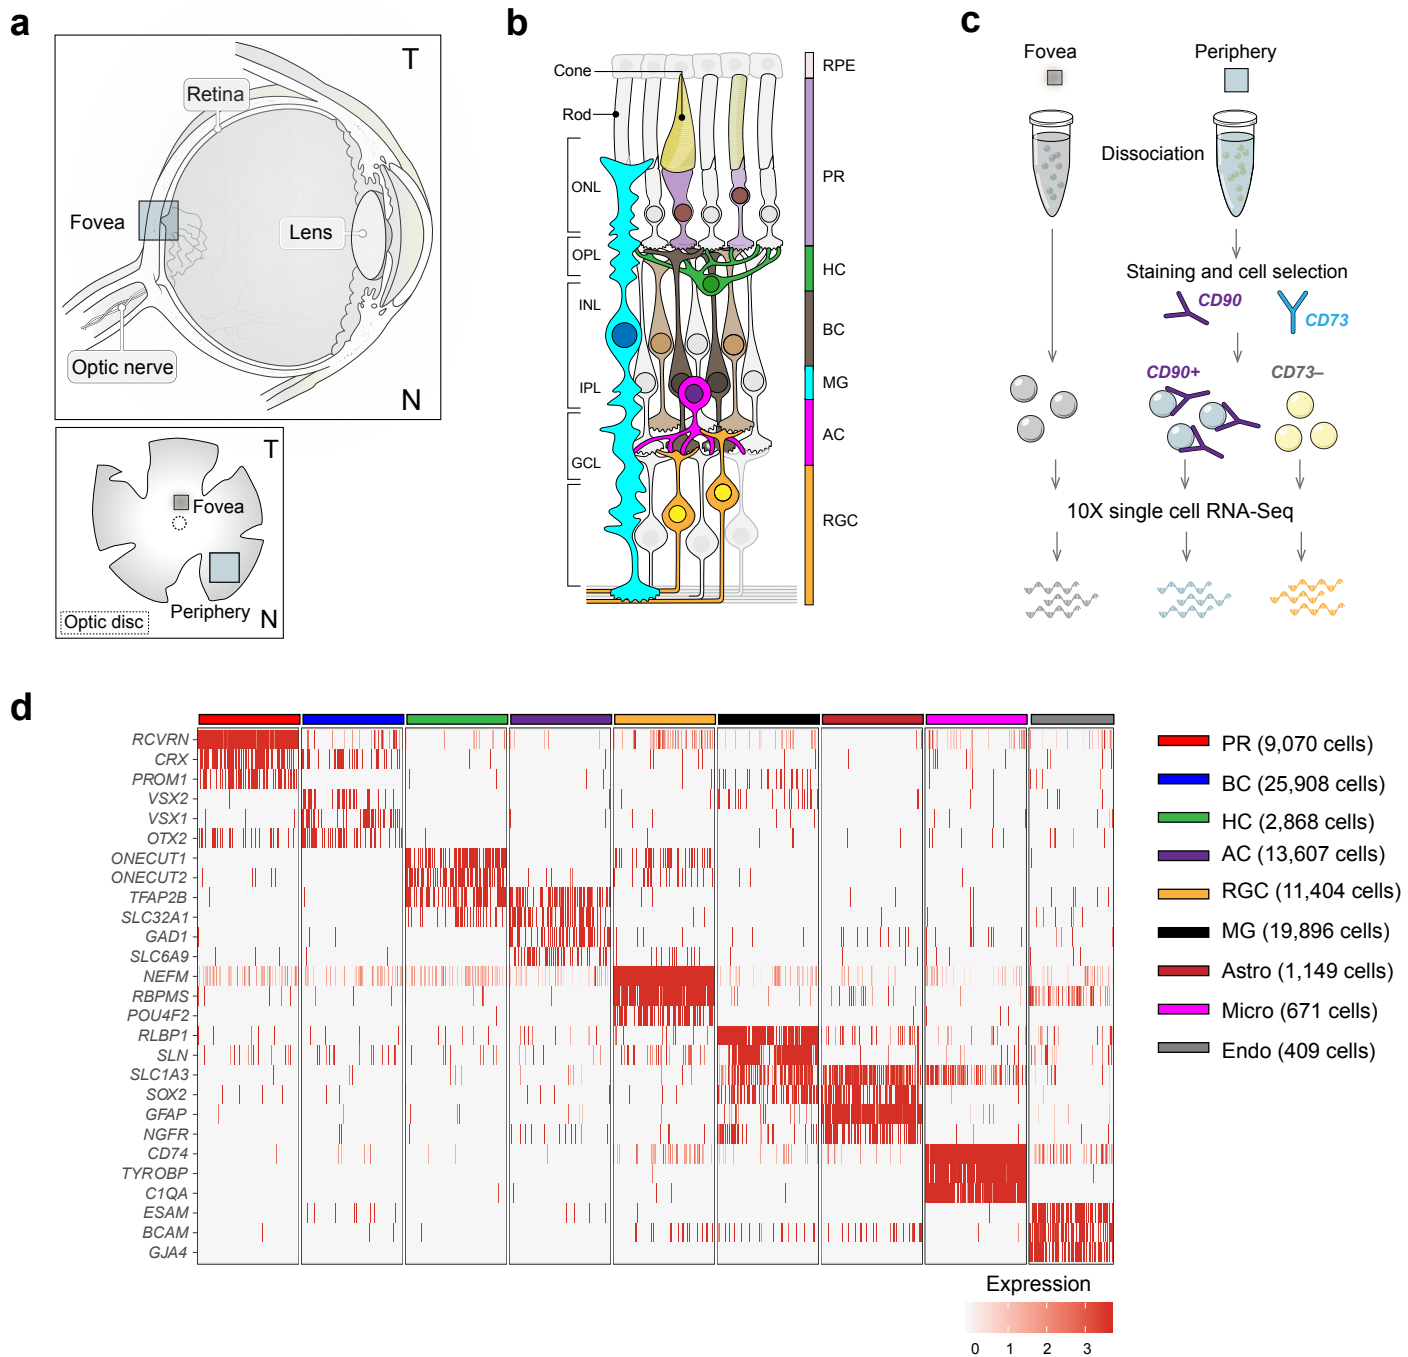 a
T
Retina
Fovea
Lens
Optic nerve
N
T
Fovea
Periphery
Optic disc
N
b
Cone
Rod
ONL
OPL
INL
IPL
GCL
RPE
PR
HC
BC
MG
AC
RGC
c
Fovea
Periphery
Dissociation
Staining and cell selection
CD90
CD73
CD90+
CD73–
10X single cell RNA-Seq
d
RCVRN
CRX
PROM1
VSX2
VSX1
OTX2
ONECUT1
ONECUT2
TFAP2B
SLC32A1
GAD1
SLC6A9
NEFM
RBPMS
POU4F2
RLBP1
SLN
SLC1A3
SOX2
GFAP
NGFR
CD74
TYROBP
C1QA
ESAM
BCAM
GJA4
PR (9,070 cells)
BC (25,908 cells)
HC (2,868 cells)
AC (13,607 cells)
RGC (11,404 cells)
MG (19,896 cells)
Astro (1,149 cells)
Micro (671 cells)
Endo (409 cells)
Expression
0 1 2 3